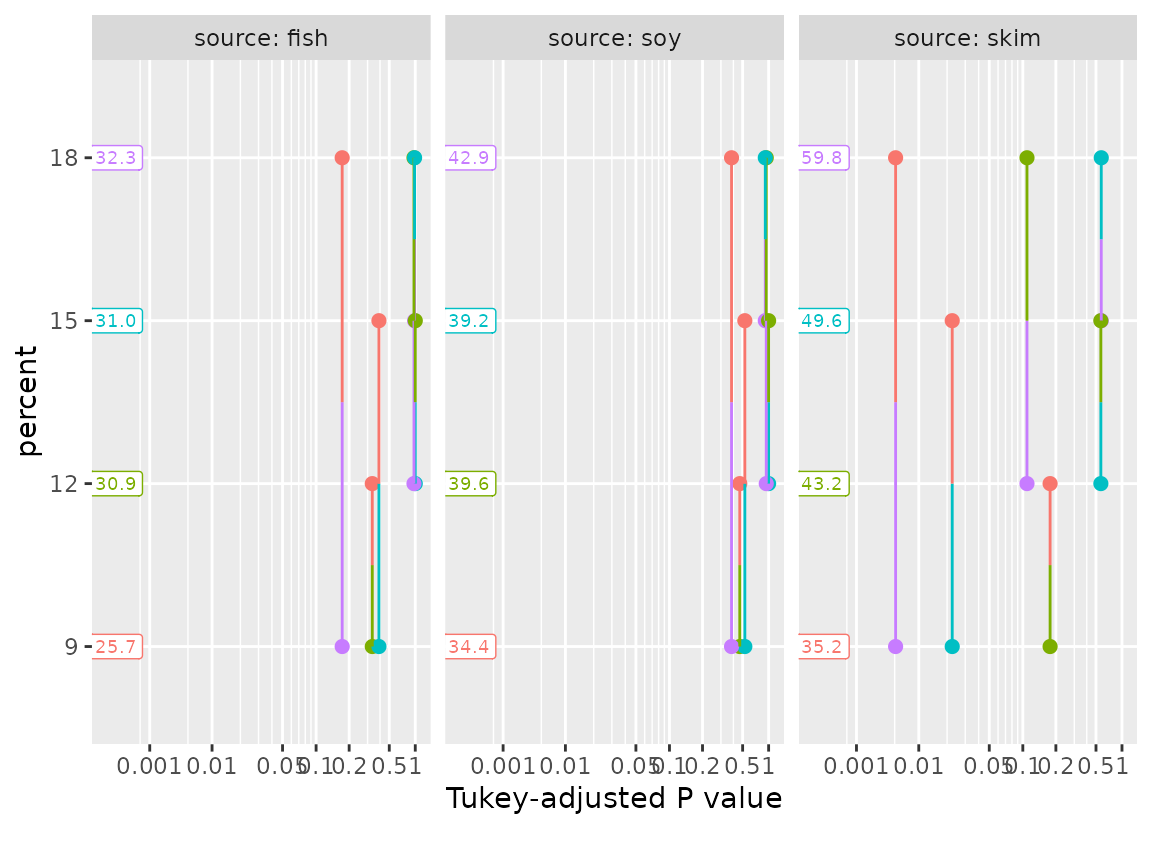 source: fish source: soy source: skim
18 32.3 42.9 59.8
15 31.0 39.2 49.6
12 30.9 39.6 43.2
9 25.7 34.4 35.2
percent
0.001 0.01 0.05 0.1 0.2 0.5 1 0.001 0.01 0.05 0.1 0.2 0.5 1 0.001 0.01 0.05 0.1 0.2 0.5 1
Tukey-adjusted P value